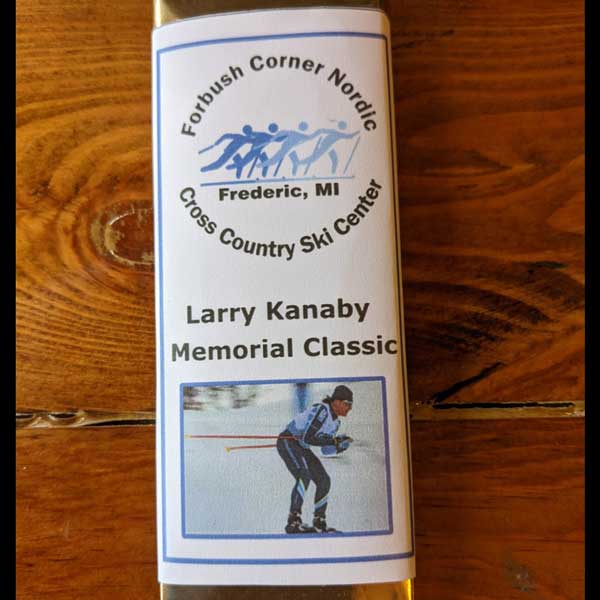 Forbush Corner Nordic
Frederic, MI
Cross Country Ski Center
Larry Kanaby
Memorial Classic